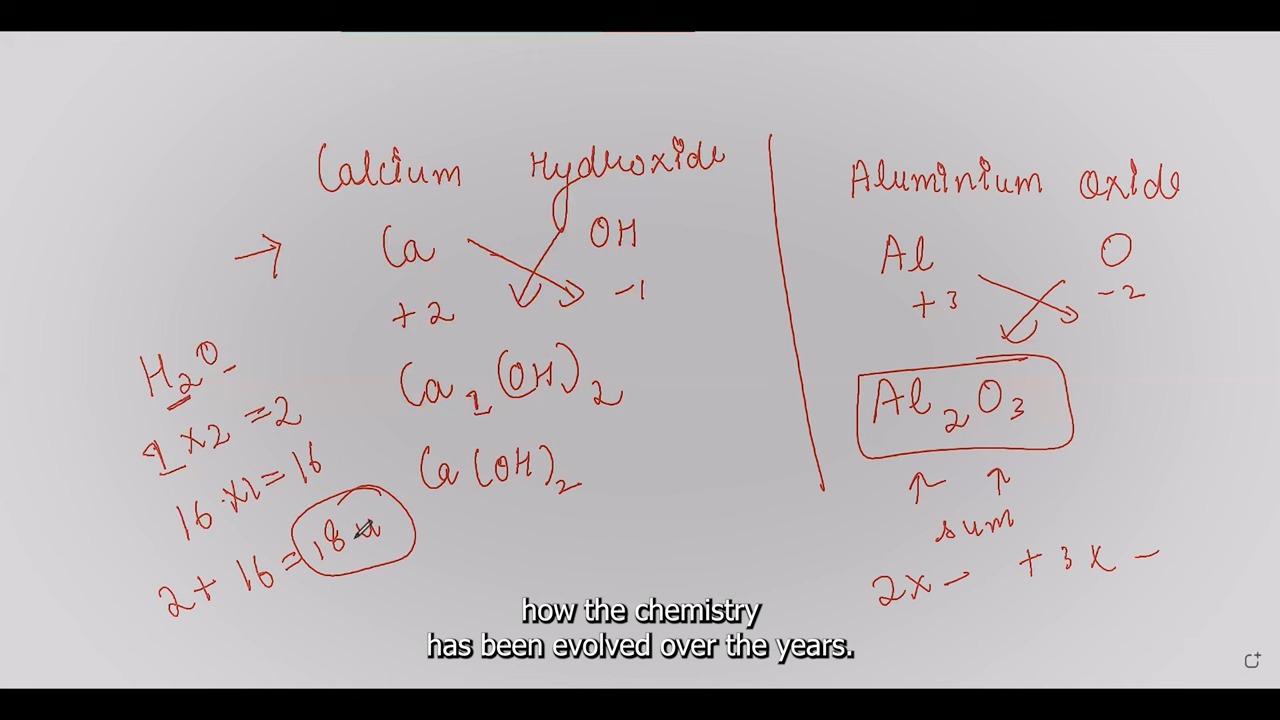 Calcium Hydroxide
→ Ca OH
+2 -1
Ca1(OH)2
Ca(OH)2
H2O
1×2=2
16×1=16
2+16=18u
Aluminium oxide
Al O
+3 -2
Al2O3
↑ ↑
sum
2x– +3x–
how the chemistry
has been evolved over the years.